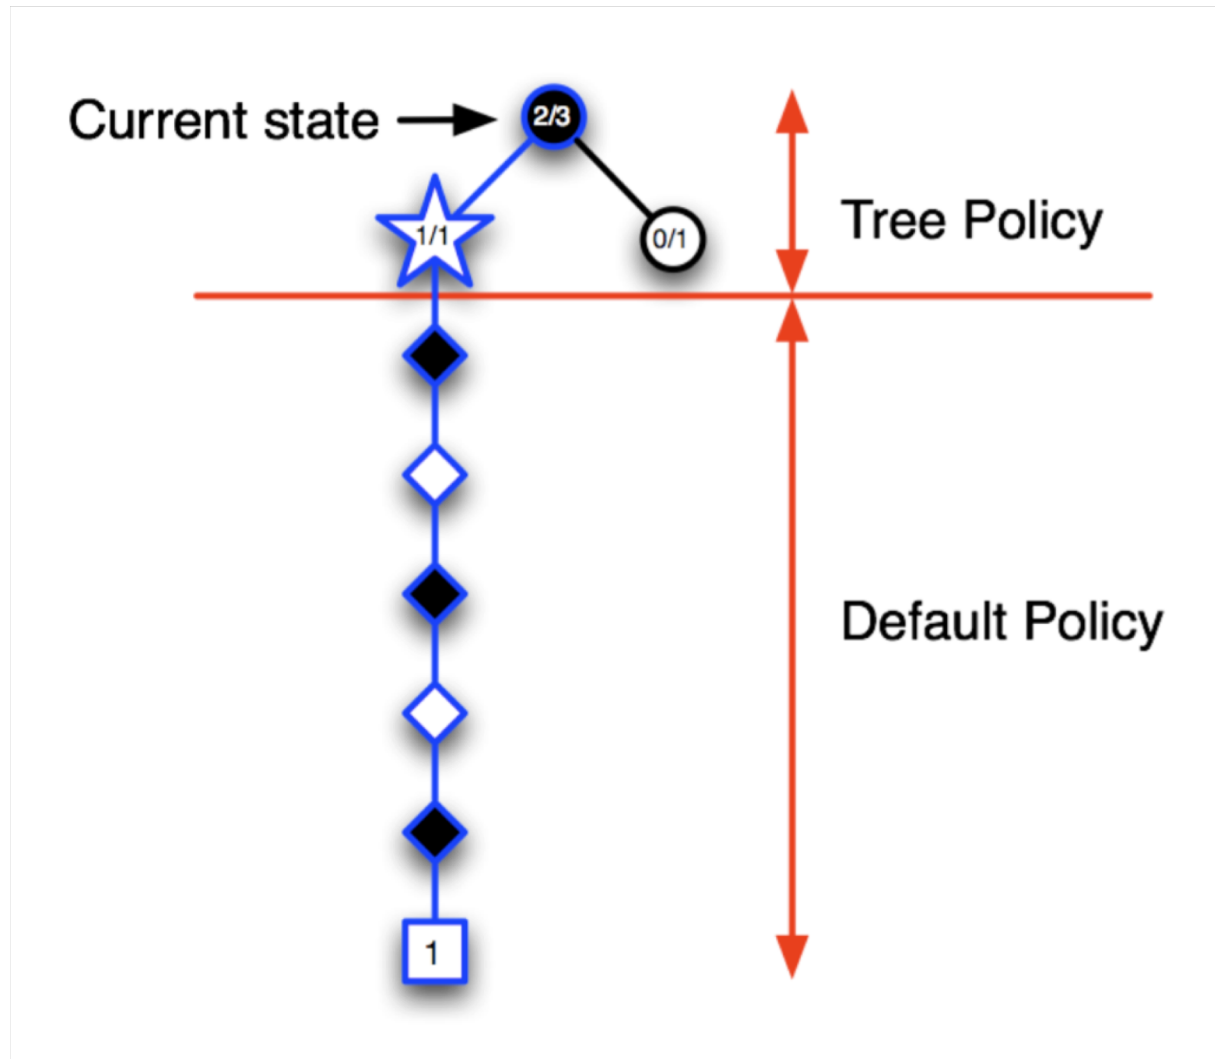 Current state
2/3
1/1
0/1
Tree Policy
Default Policy
1